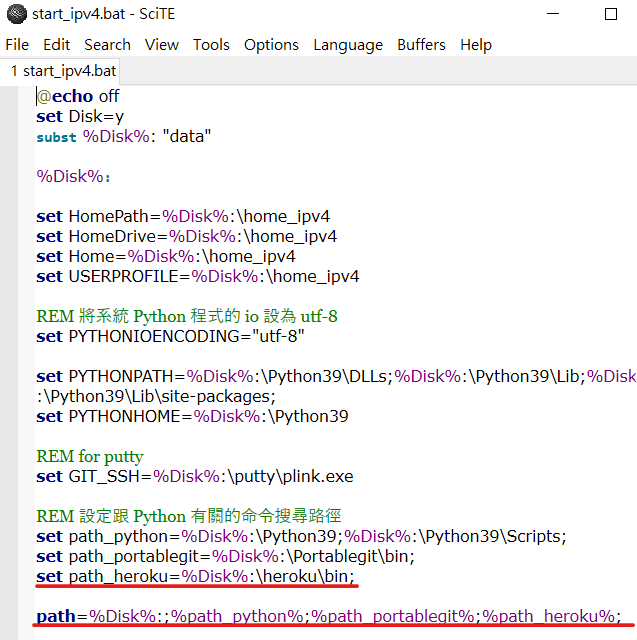 start_ipv4.bat - SciTE
File Edit Search View Tools Options Language Buffers Help
1 start_ipv4.bat
@echo off
set Disk=y
subst %Disk%: "data"
%Disk%:
set HomePath=%Disk%:\home_ipv4
set HomeDrive=%Disk%:\home_ipv4
set Home=%Disk%:\home_ipv4
set USERPROFILE=%Disk%:\home_ipv4
REM 將系統 Python 程式的 io 設為 utf-8
set PYTHONIOENCODING="utf-8"
set PYTHONPATH=%Disk%:\Python39\DLLs;%Disk%:\Python39\Lib;%Disk
:\Python39\Lib\site-packages;
set PYTHONHOME=%Disk%:\Python39
REM for putty
set GIT_SSH=%Disk%:\putty\plink.exe
REM 設定跟 Python 有關的命令搜尋路徑
set path_python=%Disk%:\Python39;%Disk%:\Python39\Scripts;
set path_portablegit=%Disk%:\Portablegit\bin;
set path_heroku=%Disk%:\heroku\bin;
path=%Disk%:;%path_python%;%path_portablegit%;%path_heroku%;